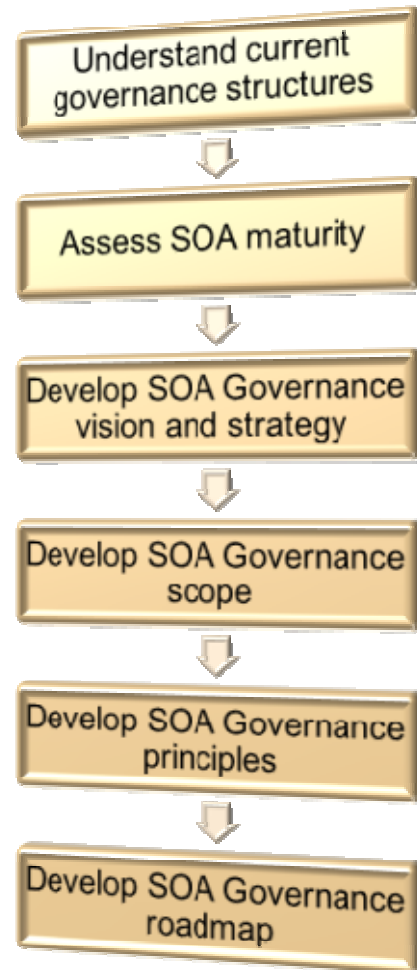 Understand current
governance structures
Assess SOA maturity
Develop SOA Governance
vision and strategy
Develop SOA Governance
scope
Develop SOA Governance
principles
Develop SOA Governance
roadmap